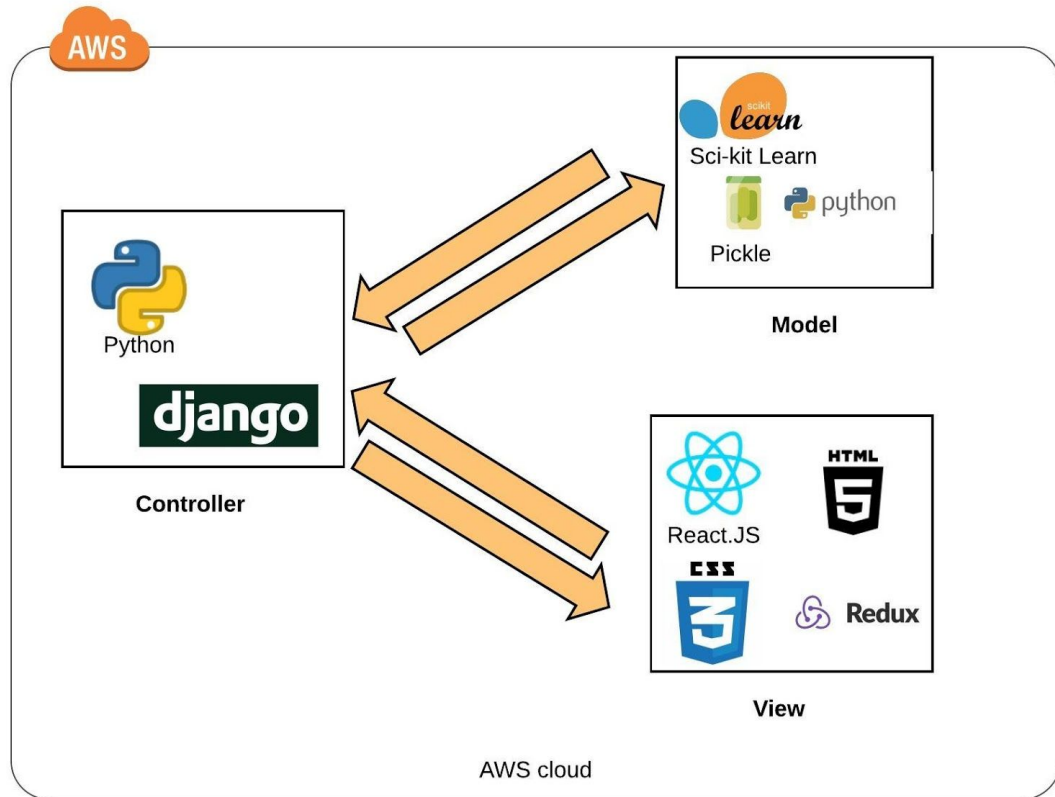 AWS
scikit
learn
Sci-kit Learn
python
Pickle
Model
Python
django
Controller
HTML
5
React.JS
CSS
3
Redux
View
AWS cloud